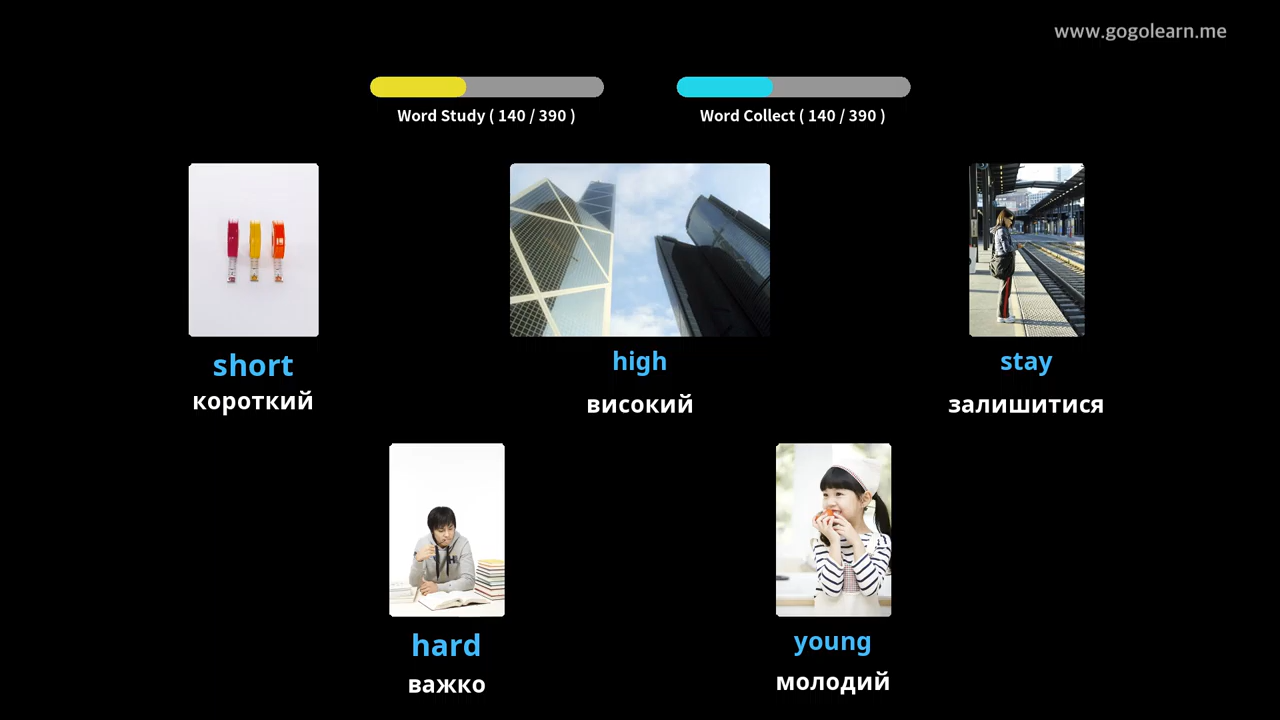 www.gogolearn.me
Word Study ( 140 / 390 )
Word Collect ( 140 / 390 )
short
короткий
high
високий
stay
залишитися
hard
важко
young
молодий